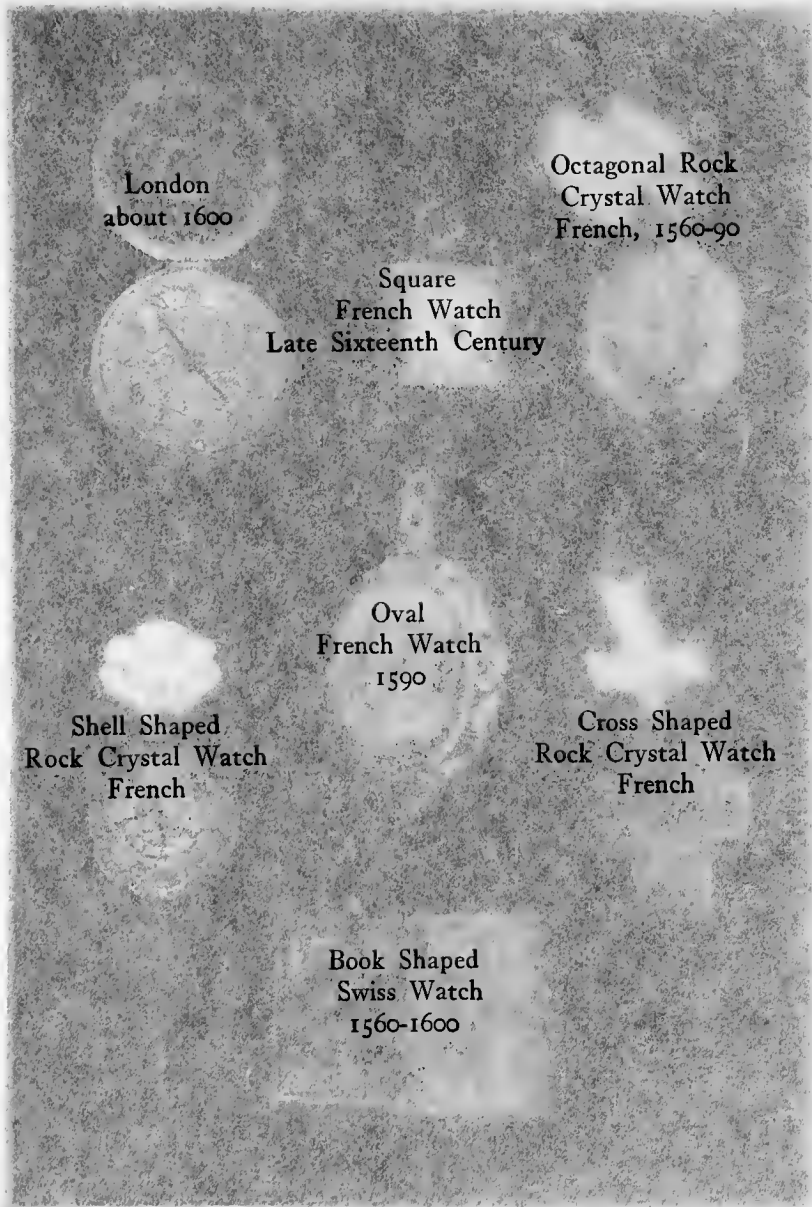 London
about 1600
Octagonal Rock
Crystal Watch
French, 1560-90
Square
French Watch
Late Sixteenth Century
Oval
French Watch
1590
Shell Shaped
Rock Crystal Watch
French
Cross Shaped
Rock Crystal Watch
French
Book Shaped
Swiss Watch
1560-1600